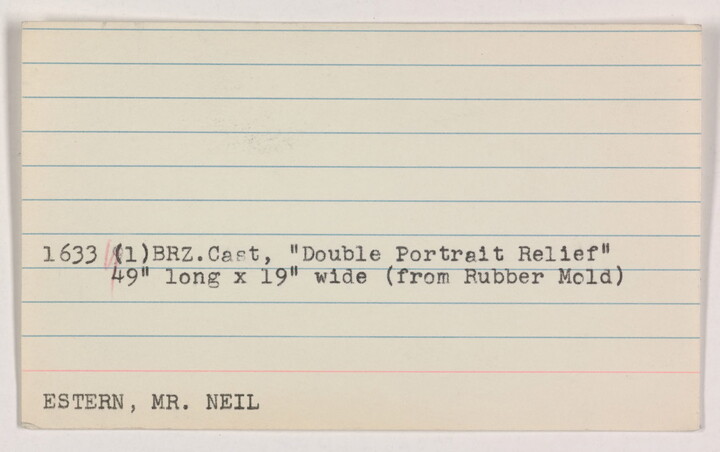 1633 (1)BRZ.Cast, "Double Portrait Relief"
49" long x 19" wide (from Rubber Mold)
ESTERN, MR. NEIL